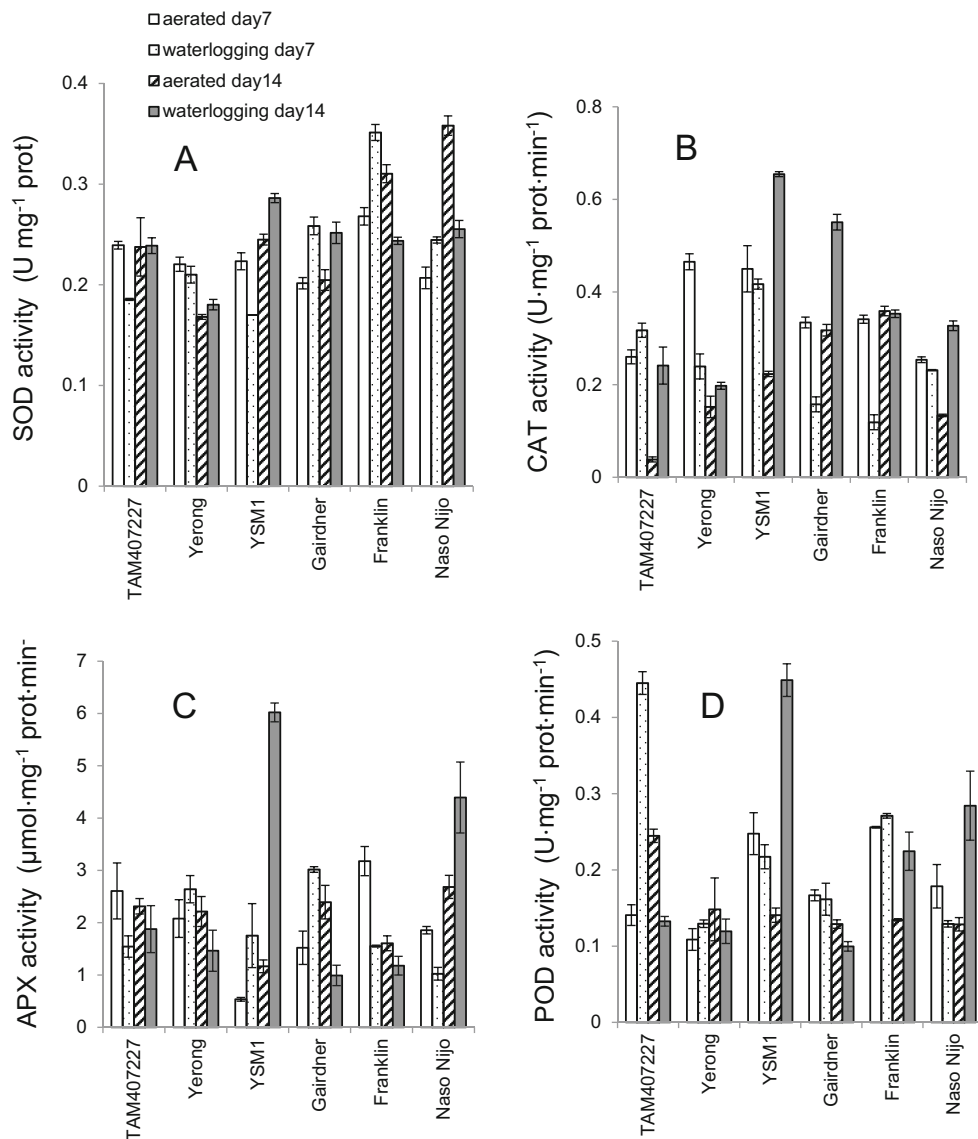 aerated day7
waterlogging day7
aerated day14
waterlogging day14
A
SOD activity (U mg⁻¹ prot)
0.4
0.3
0.2
0.1
0
TAM407227
Yerong
YSM1
Gairdner
Franklin
Naso Nijo
B
CAT activity (U·mg⁻¹ prot·min⁻¹)
0.8
0.6
0.4
0.2
0
TAM407227
Yerong
YSM1
Gairdner
Franklin
Naso Nijo
C
APX activity (µmol·mg⁻¹ prot·min⁻
7
6
5
4
3
2
1
0
TAM407227
Yerong
YSM1
Gairdner
Franklin
Naso Nijo
D
POD activity (U·mg⁻¹ prot·min⁻¹)
0.5
0.4
0.3
0.2
0.1
0
TAM407227
Yerong
YSM1
Gairdner
Franklin
Naso Nijo